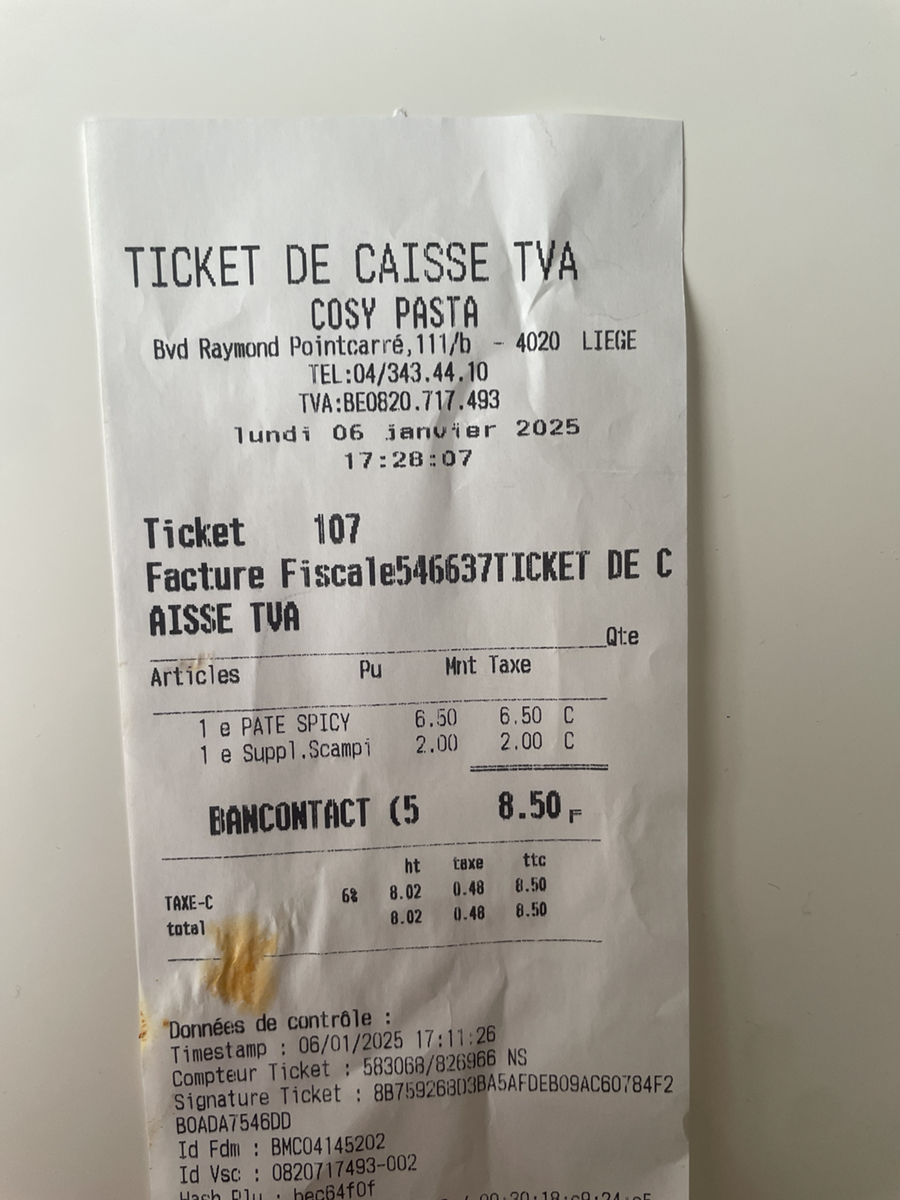 TICKET DE CAISSE TVA
COSY PASTA
Bvd Raymond Pointcarré,111/b - 4020 LIEGE
TEL:04/343.44.10
TVA:BE0820.717.493
lundi 06 janvier 2025
17:28:07
Ticket 107
Facture Fiscale546637TICKET DE C
AISSE TVA
Qte
Articles Pu Mnt Taxe
1 e PATE SPICY 6.50 6.50 C
1 e Suppl.Scampi 2.00 2.00 C
BANCONTACT (5 8.50 F
ht taxe ttc
TAXE-C 6% 8.02 0.48 8.50
total 8.02 0.48 8.50
Données de contrôle :
Timestamp : 06/01/2025 17:11:26
Compteur Ticket : 583068/826966 NS
Signature Ticket : 8B759268D3BA5AFDEB09AC60784F2
B0ADA7546DD
Id Fdm : BMC04145202
Id Vsc : 0820717493-002
Hash Plu : bec64f0f